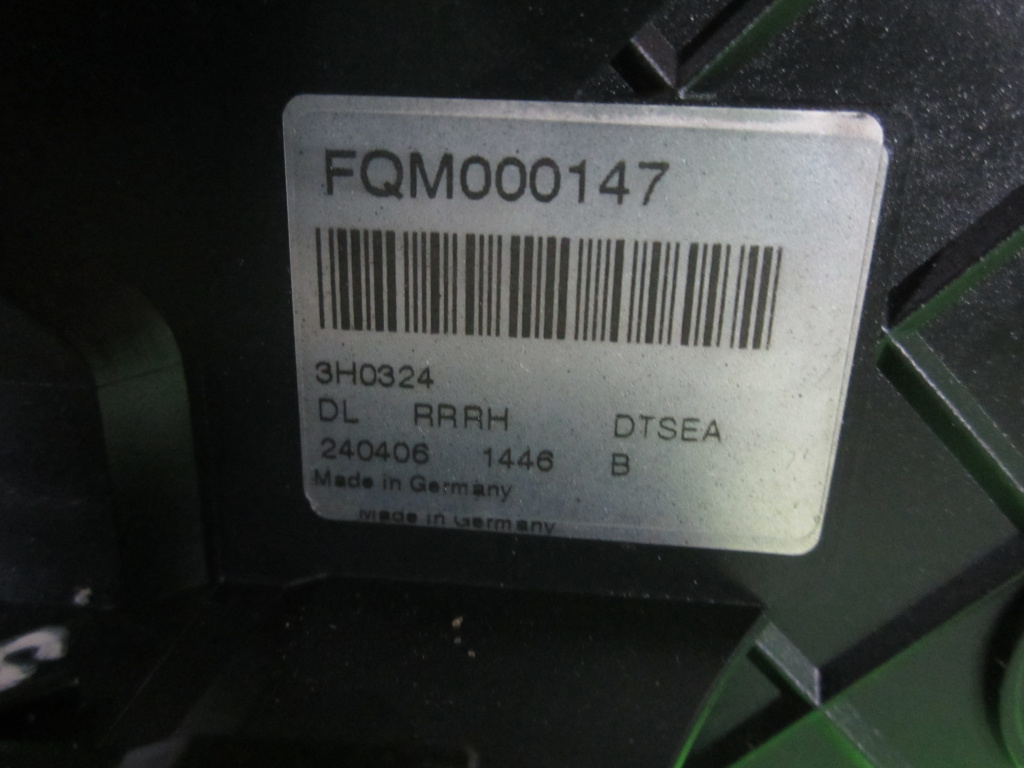 FQM000147
3H0324
DL RRRH DTSEA
240406 1446 B
Made in Germany
Made in Germany